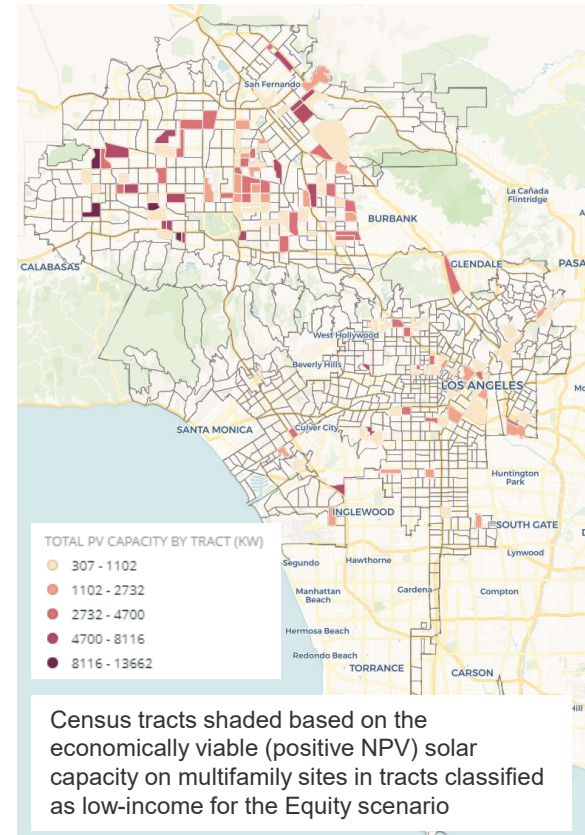 San Fernando
La Cañada
Flintridge
BURBANK
GLENDALE
PASA
CALABASAS
West Hollywood
Beverly Hills
LOS ANGELES
Mo
SANTA MONICA
Culver City
Huntington
Park
INGLEWOOD
SOUTH GATE
D
Lynwood
Segundo
Hawthorne
Manhattan
Beach
Gardena
Compton
Hermosa Beach
Redondo Beach
TORRANCE
CARSON
Hill
TOTAL PV CAPACITY BY TRACT (KW)
307 - 1102
1102 - 2732
2732 - 4700
4700 - 8116
8116 - 13662
Census tracts shaded based on the
economically viable (positive NPV) solar
capacity on multifamily sites in tracts classified
as low-income for the Equity scenario